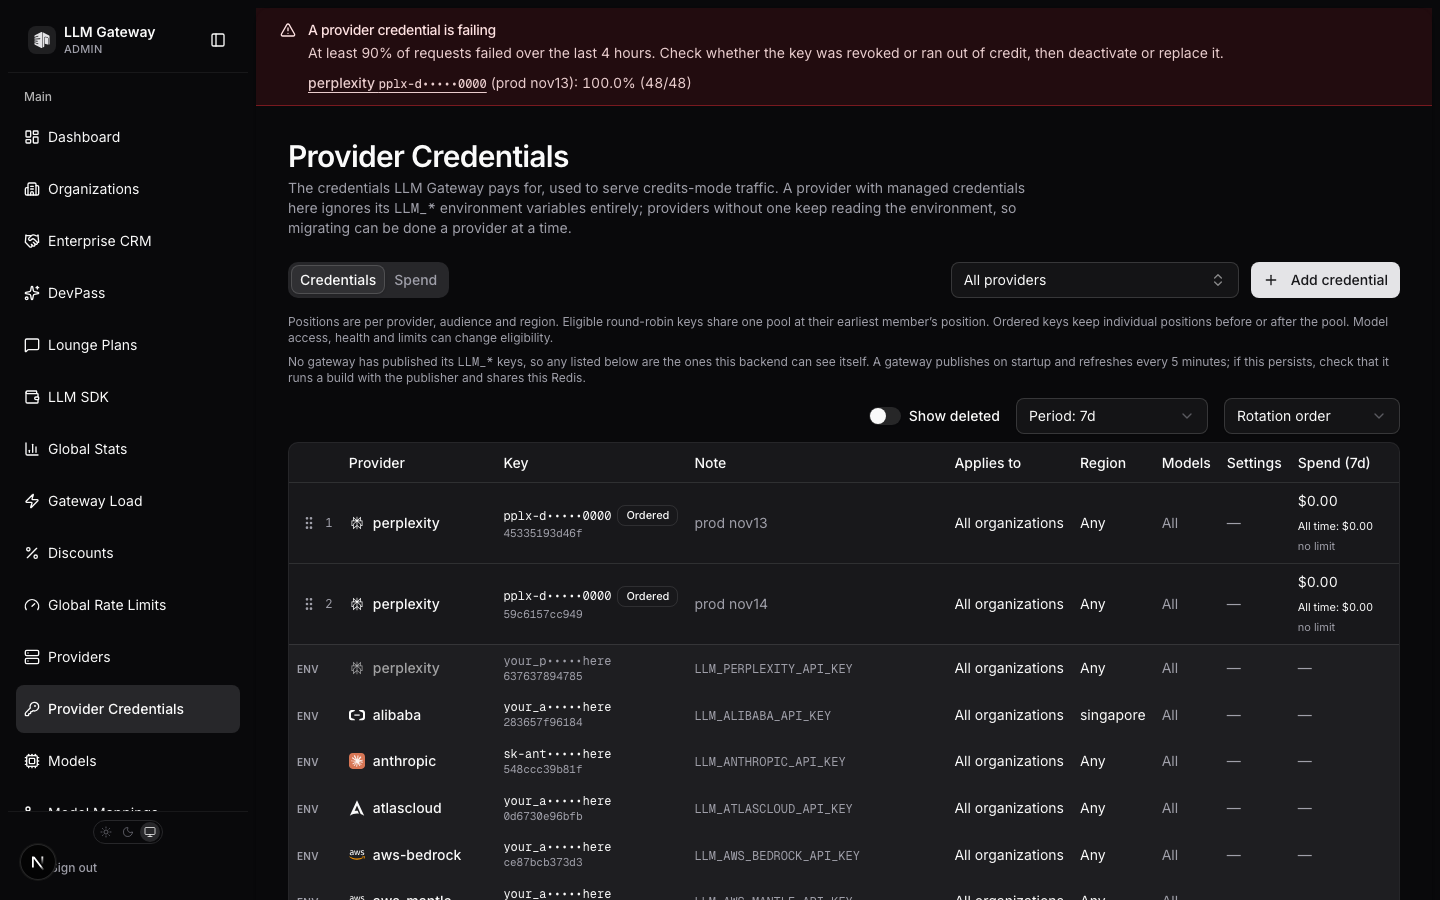 LLM Gateway
ADMIN
Main
Dashboard
Organizations
Enterprise CRM
DevPass
Lounge Plans
LLM SDK
Global Stats
Gateway Load
Discounts
Global Rate Limits
Providers
Provider Credentials
Models
Model Mappings
Sign out
A provider credential is failing
At least 90% of requests failed over the last 4 hours. Check whether the key was revoked or ran out of credit, then deactivate or replace it.
perplexity pplx-d•••••0000 (prod nov13): 100.0% (48/48)
Provider Credentials
The credentials LLM Gateway pays for, used to serve credits-mode traffic. A provider with managed credentials
here ignores its LLM_* environment variables entirely; providers without one keep reading the environment, so
migrating can be done a provider at a time.
Credentials Spend All providers + Add credential
Positions are per provider, audience and region. Eligible round-robin keys share one pool at their earliest member’s position. Ordered keys keep individual positions before or after the pool. Model
access, health and limits can change eligibility.
No gateway has published its LLM_* keys, so any listed below are the ones this backend can see itself. A gateway publishes on startup and refreshes every 5 minutes; if this persists, check that it
runs a build with the publisher and shares this Redis.
Show deleted Period: 7d Rotation order
Provider Key Note Applies to Region Models Settings Spend (7d)
1 perplexity pplx-d•••••0000 Ordered prod nov13 All organizations Any All — $0.00
45335193d46f All time: $0.00
no limit
2 perplexity pplx-d•••••0000 Ordered prod nov14 All organizations Any All — $0.00
59c6157cc949 All time: $0.00
no limit
ENV perplexity your_p•••••here LLM_PERPLEXITY_API_KEY All organizations Any All — —
637637894785
ENV alibaba your_a•••••here LLM_ALIBABA_API_KEY All organizations singapore All — —
283657f96184
ENV anthropic sk-ant•••••here LLM_ANTHROPIC_API_KEY All organizations Any All — —
548ccc39b81f
ENV atlascloud your_a•••••here LLM_ATLASCLOUD_API_KEY All organizations Any All — —
0d6730e96bfb
ENV aws aws-bedrock your_a•••••here LLM_AWS_BEDROCK_API_KEY All organizations Any All — —
ce87bcb373d3
ENV aws aws-mantle your_a•••••here LLM_AWS_MANTLE_API_KEY All organizations Any All